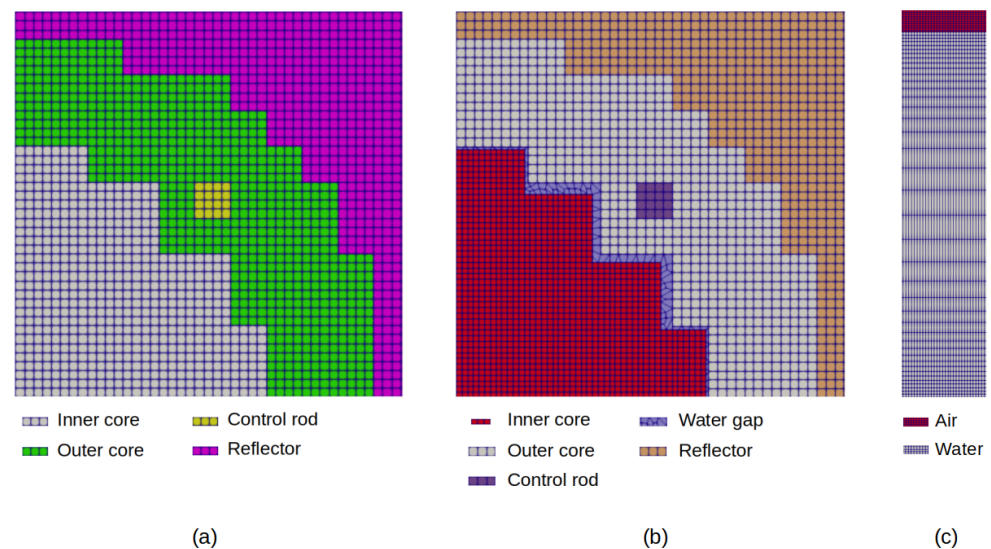 Inner core
Control rod
Outer core
Reflector
Inner core
Water gap
Outer core
Reflector
Control rod
Air
Water
(a)
(b)
(c)